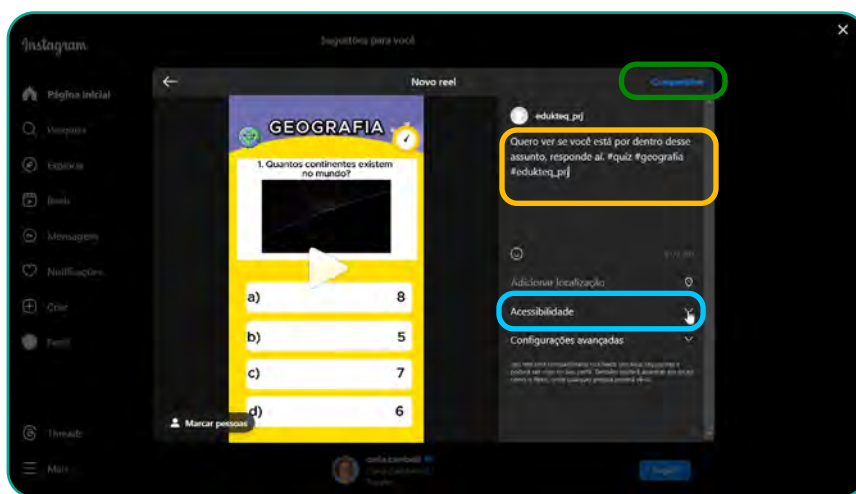 Instagram
Sugestões para você
Página inicial
Pesquisa
Explorar
Reels
Mensagens
Notificações
Criar
Perfil
Threads
Mais
Novo reel
Compartilhar
GEOGRAFIA
1. Quantos continentes existem
no mundo?
a) 8
b) 5
c) 7
d) 6
Marcar pessoas
edukteq_prj
Quero ver se você está por dentro desse
assunto, responde aí. #quiz #geografia
#edukteq_prj
Adicionar localização
Acessibilidade
Configurações avançadas
Seguir